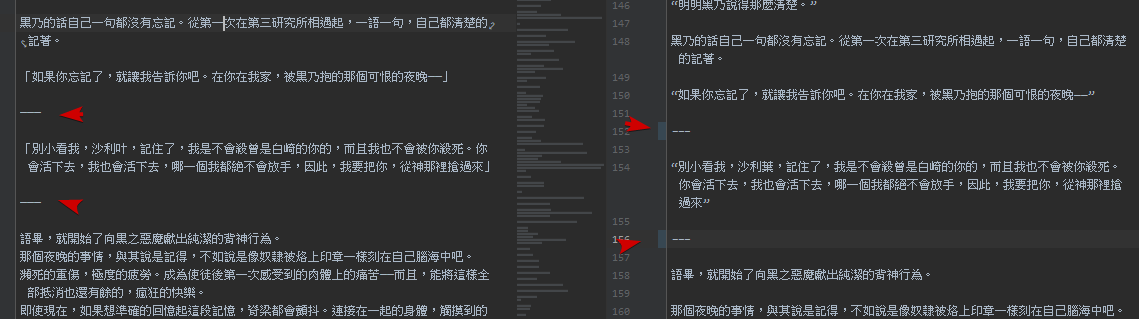 黑乃的話自己一句都沒有忘記。從第一次在第三研究所相遇起，一語一句，自己都清楚的
記著。
「如果你忘記了，就讓我告訴你吧。在你在我家，被黑乃抱的那個可恨的夜晚──」
───
「別小看我，沙利叶，記住了，我是不會殺曾是白崎的你的，而且我也不會被你殺死。你
會活下去，我也會活下去，哪一個我都絕不會放手，因此，我要把你，從神那裡搶過來」
───
語畢，就開始了向黑之惡魔獻出純潔的背神行為。
那個夜晚的事情，與其說是記得，不如說是像奴隸被烙上印章一樣刻在自己腦海中吧。
瀕死的重傷，極度的疲勞。成為使徒後第一次感受到的肉體上的痛苦─而且，能將這樣全
部抵消也還有餘的，瘋狂的快樂。
即使現在，如果想準確的回憶起這段記憶，脊梁都會顫抖。連接在一起的身體，觸摸到的
146 “明明黑乃說得那麼清楚。”
147
148 黑乃的話自己一句都沒有忘記。從第一次在第三研究所相遇起，一語一句，自己都清楚
的記著。
149
150 “如果你忘記了，就讓我告訴你吧。在你在我家，被黑乃抱的那個可恨的夜晚──”
151
152 ---
153
154 “別小看我，沙利葉，記住了，我是不會殺曾是白崎的你的，而且我也不會被你殺死。
你會活下去，我也會活下去，哪一個我都絕不會放手，因此，我要把你，從神那裡搶
過來”
155
156 ---
157
158 語畢，就開始了向黑之惡魔獻出純潔的背神行為。
159
160 那個夜晚的事情，與其說是記得，不如說是像奴隸被烙上印章一樣刻在自己腦海中吧。